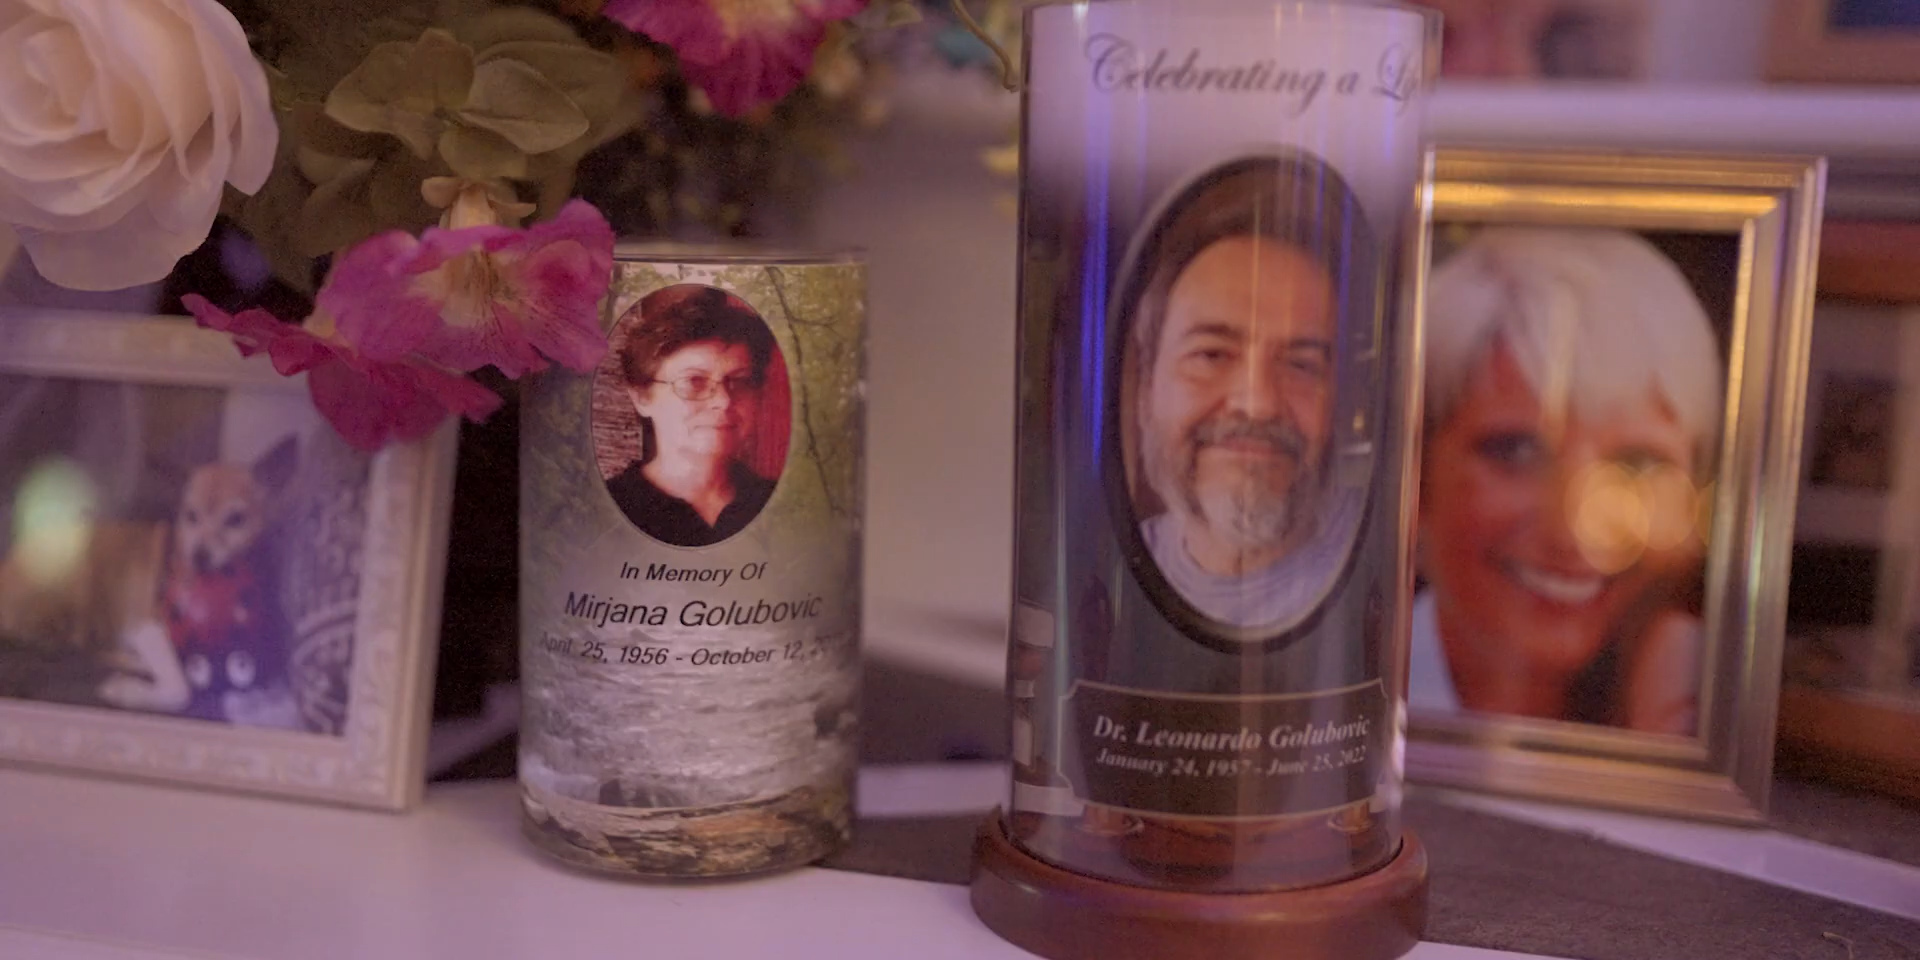 In Memory Of
Mirjana Golubovic
April 25, 1956 - October 12,
Celebrating a Life
Dr. Leonardo Golubovic
January 24, 1957 - June 25, 2022